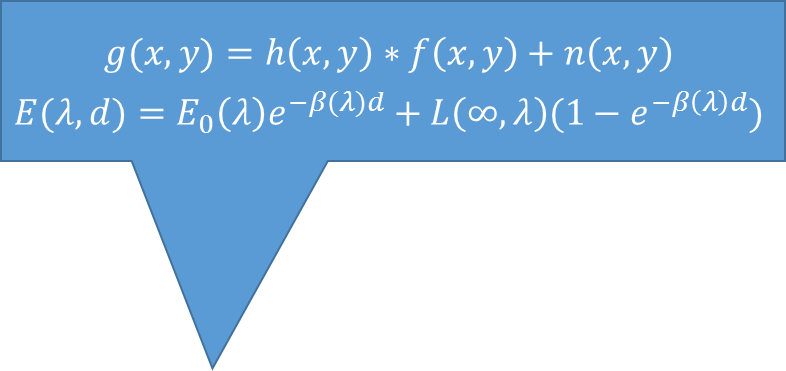 g(x, y) = h(x, y) * f(x, y) + n(x, y)
E(λ, d) = E₀(λ)e^{−β(λ)d} + L(∞, λ)(1 − e^{−β(λ)d})